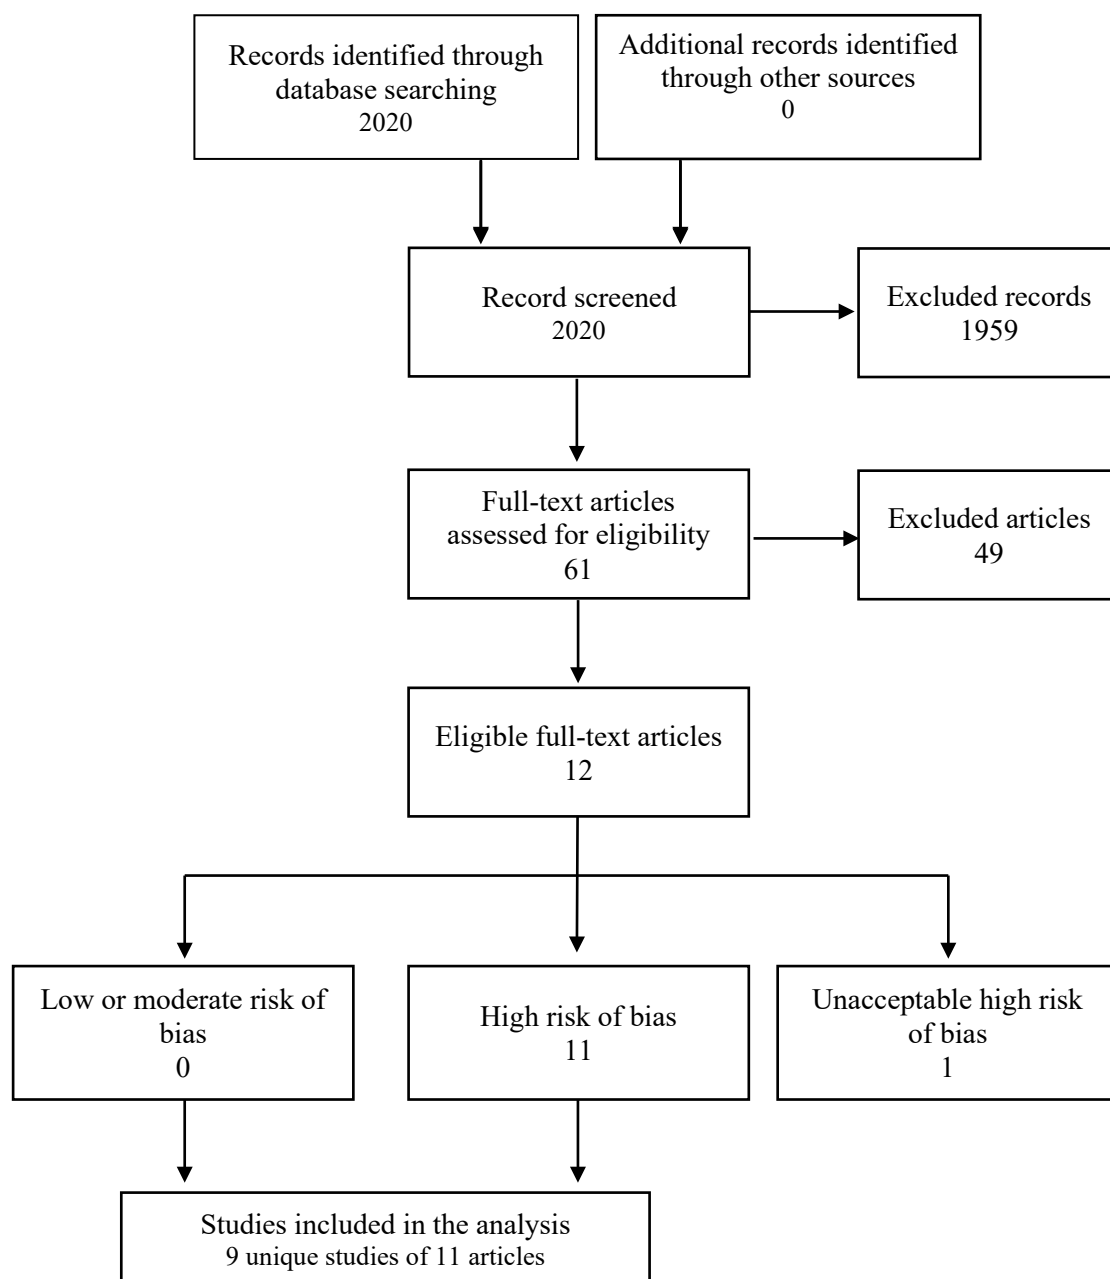 Records identified through
database searching
2020
Additional records identified
through other sources
0
Record screened
2020
Excluded records
1959
Full-text articles
assessed for eligibility
61
Excluded articles
49
Eligible full-text articles
12
Low or moderate risk of
bias
0
High risk of bias
11
Unacceptable high risk
of bias
1
Studies included in the analysis
9 unique studies of 11 articles